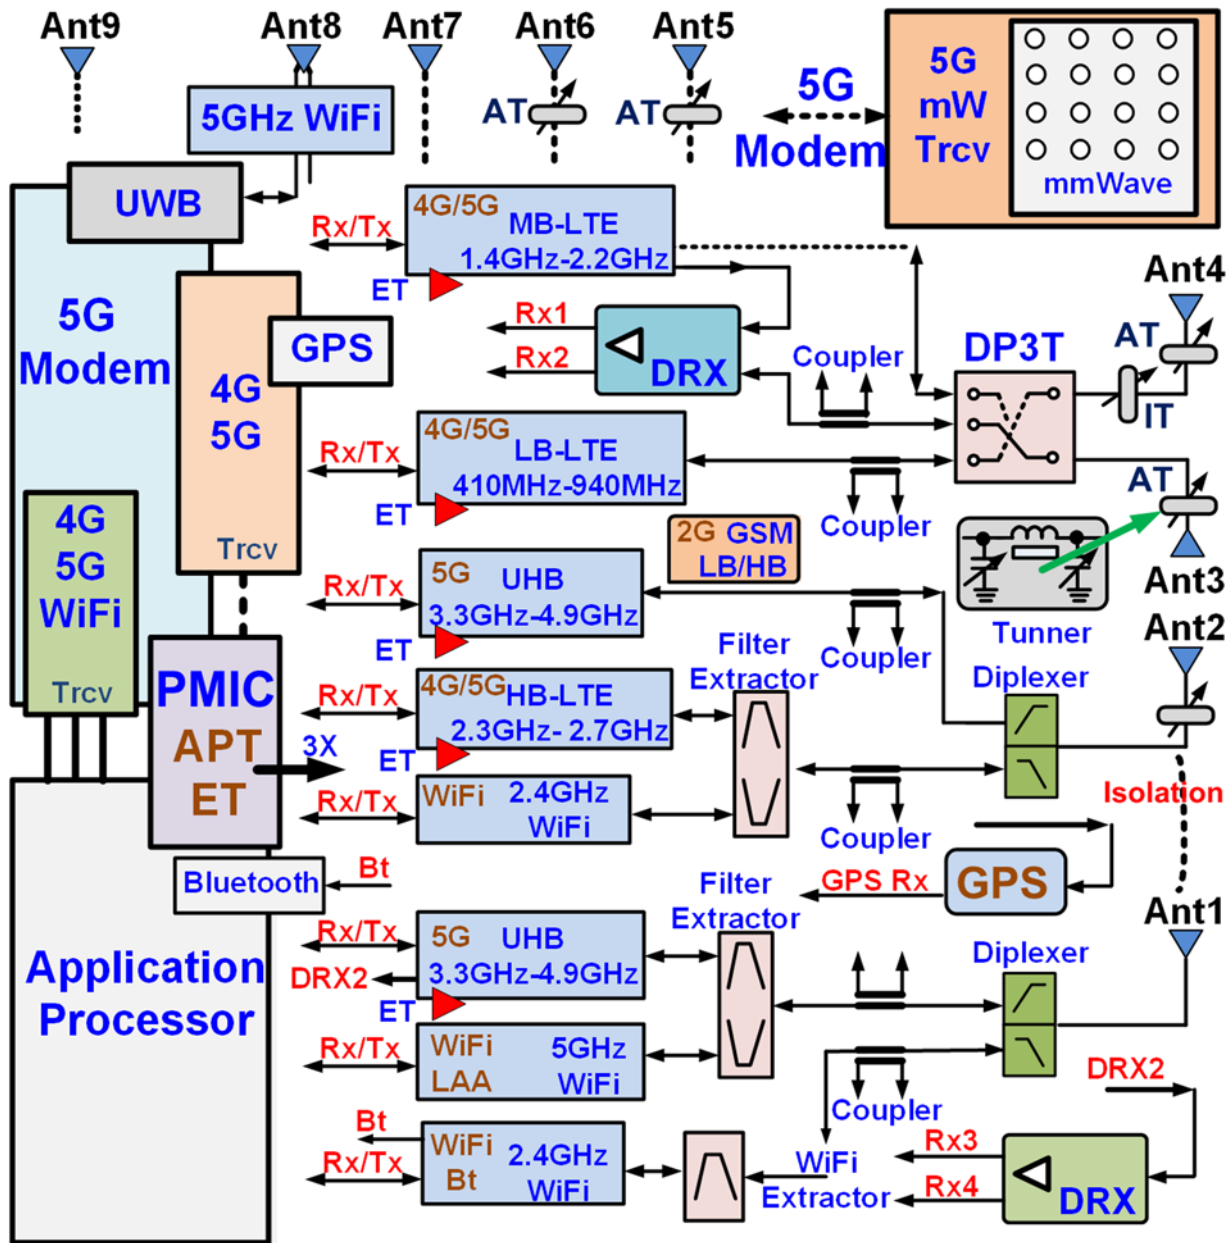 Ant9
Ant8
Ant7
Ant6
Ant5
5GHz WiFi
AT
AT
5G
Modem
5G
mW
Trcv
mmWave
UWB
Rx/Tx
4G/5G
MB-LTE
1.4GHz-2.2GHz
ET
5G
Modem
4G
5G
Trcv
GPS
Rx1
Rx2
DRX
Coupler
DP3T
Ant4
AT
IT
Rx/Tx
4G/5G
LB-LTE
410MHz-940MHz
ET
Coupler
AT
Ant3
Tunner
2G GSM
LB/HB
4G
5G
WiFi
Trcv
Rx/Tx
5G UHB
3.3GHz-4.9GHz
ET
Coupler
Filter
Extractor
Diplexer
Ant2
PMIC
APT
ET
3X
Rx/Tx
4G/5G
HB-LTE
2.3GHz- 2.7GHz
ET
Rx/Tx
WiFi 2.4GHz
WiFi
Coupler
Isolation
Bluetooth
Bt
GPS Rx
GPS
Filter
Extractor
Ant1
Application
Processor
Rx/Tx
DRX2
5G UHB
3.3GHz-4.9GHz
ET
Diplexer
Rx/Tx
WiFi 5GHz
LAA WiFi
Coupler
DRX2
Bt
Rx/Tx
WiFi 2.4GHz
Bt WiFi
WiFi
Extractor
Rx3
Rx4
DRX